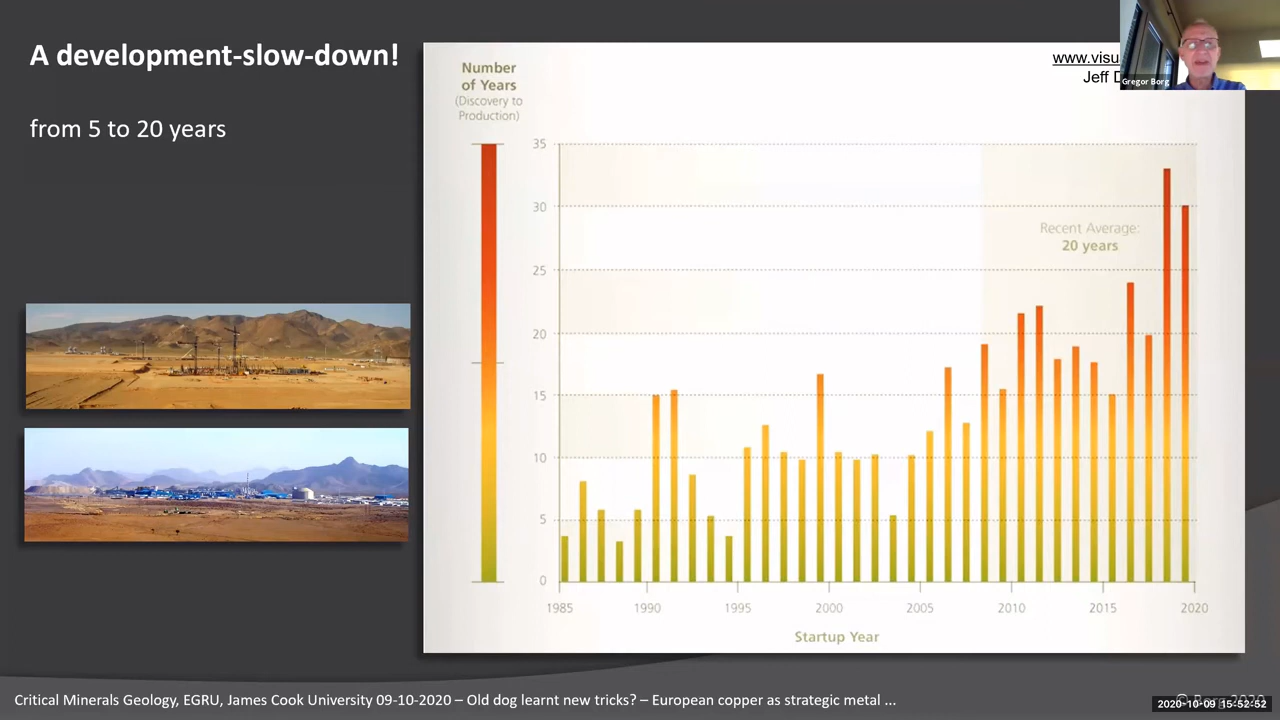 A development-slow-down!
from 5 to 20 years
Number
of Years
(Discovery to
Production)
www.visu
Jeff D
Gregor Borg
35
30
25
20
15
10
5
0
Recent Average:
20 years
1985 1990 1995 2000 2005 2010 2015 2020
Startup Year
Critical Minerals Geology, EGRU, James Cook University 09-10-2020 – Old dog learnt new tricks? – European copper as strategic metal ...
© Borg 2020
2020-10-09 15:52:52